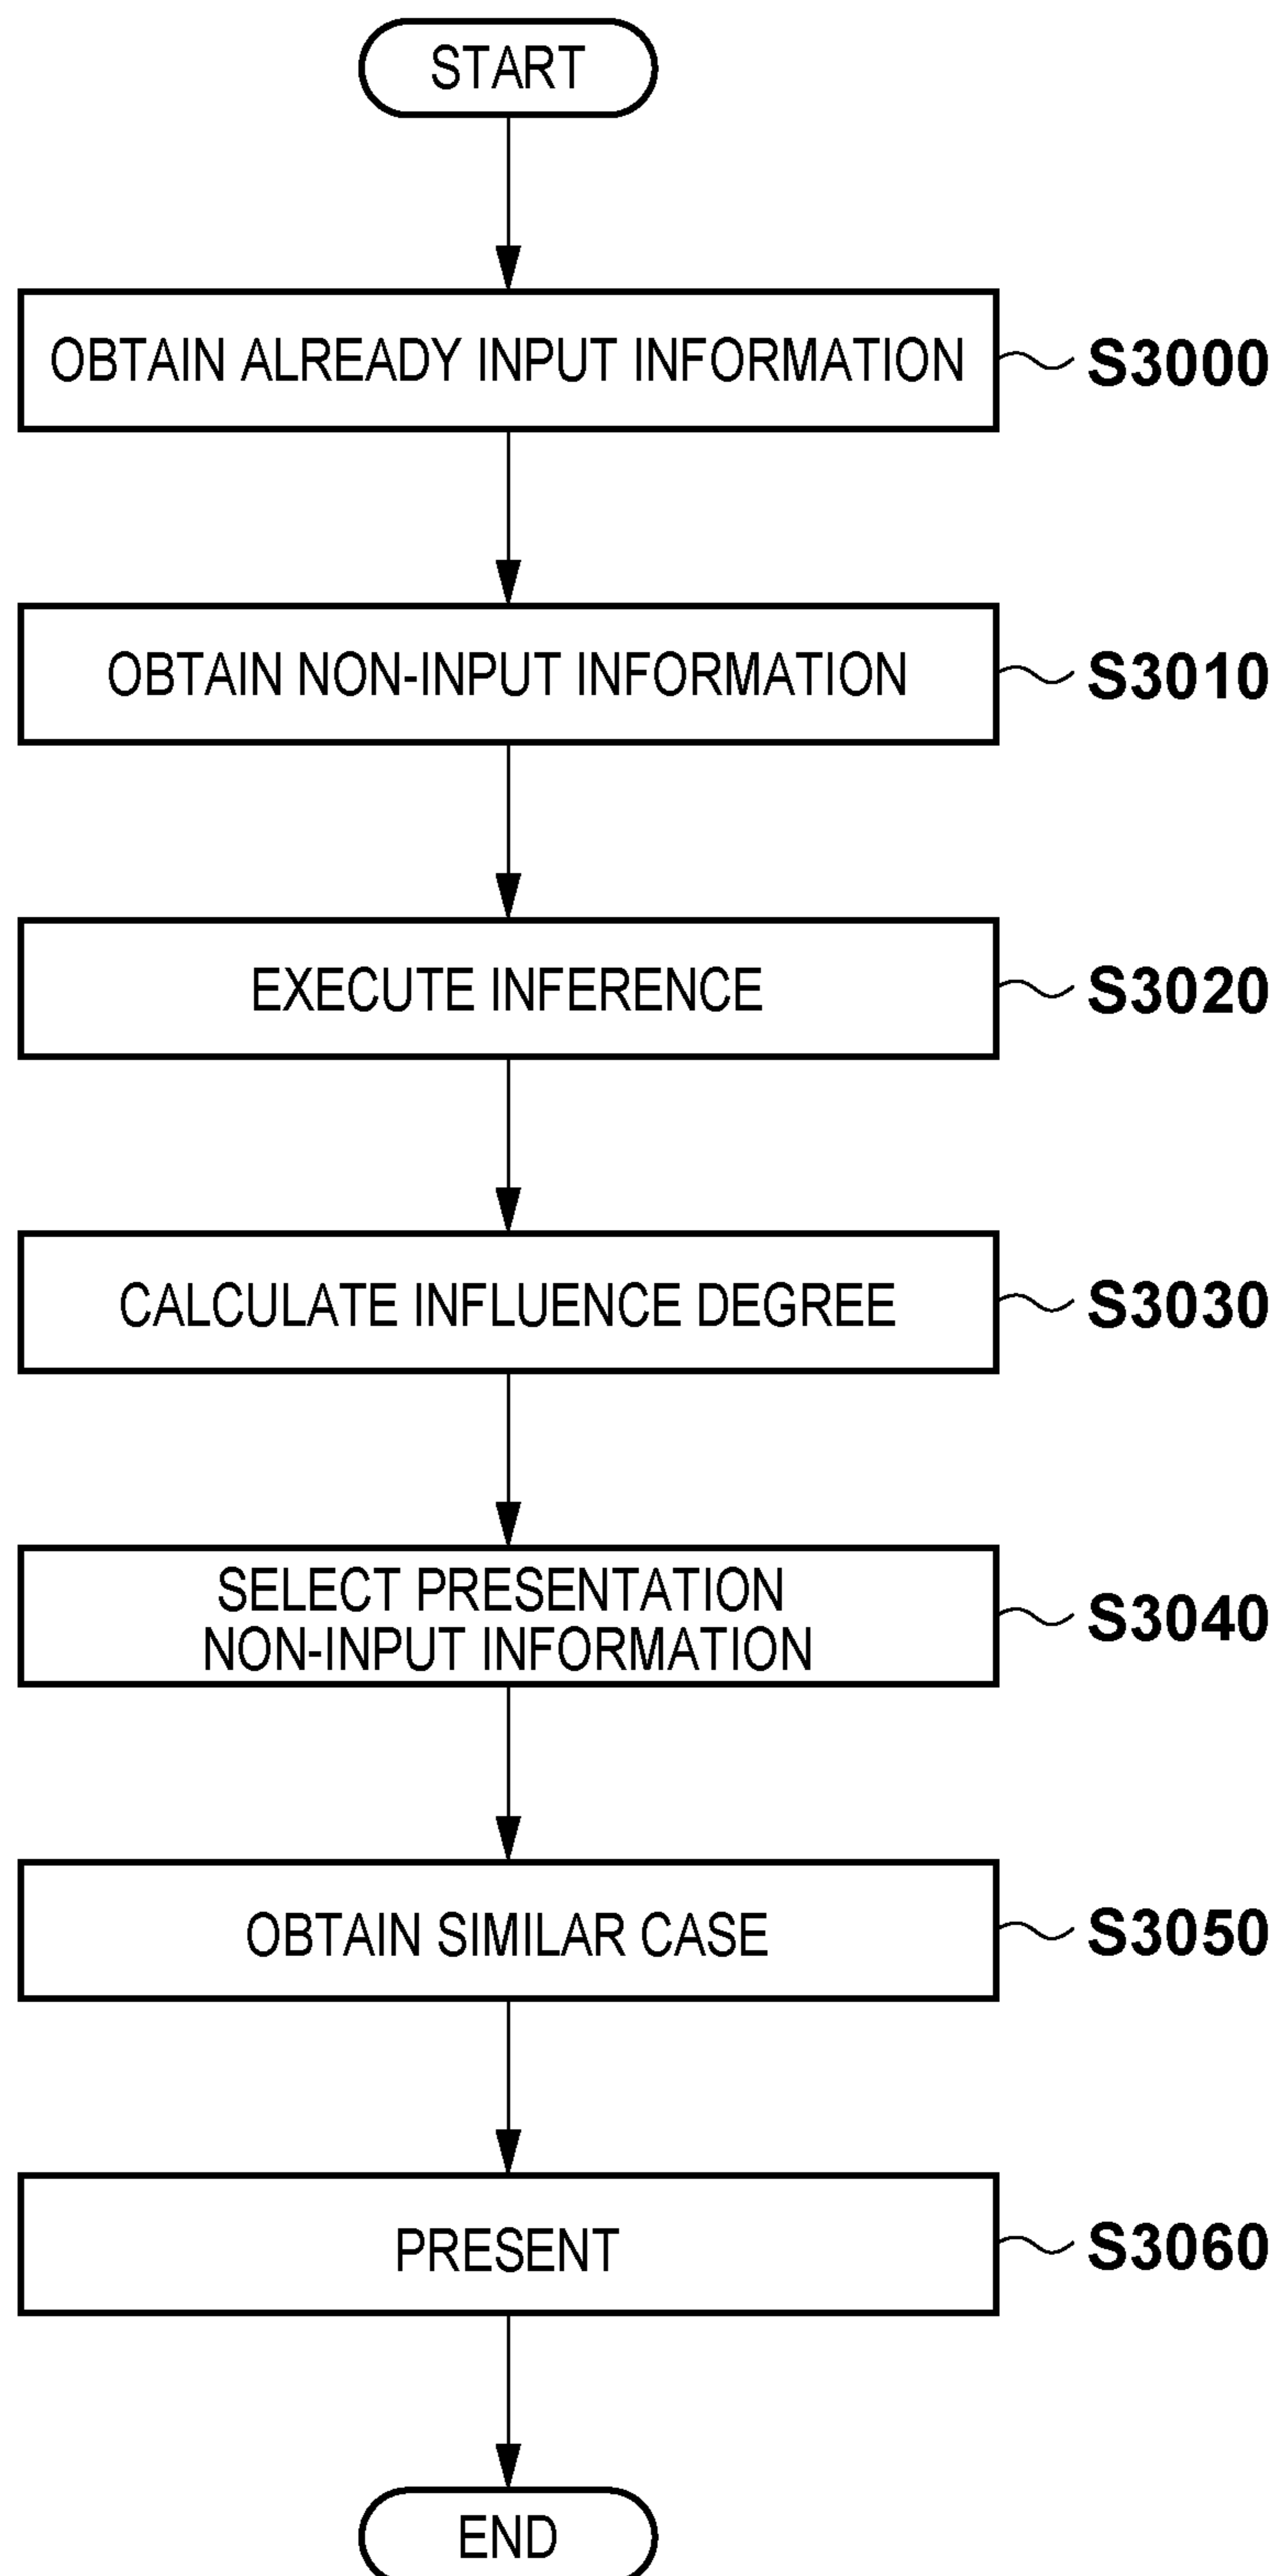 START
OBTAIN ALREADY INPUT INFORMATION
S3000
OBTAIN NON-INPUT INFORMATION
S3010
EXECUTE INFERENCE
S3020
CALCULATE INFLUENCE DEGREE
S3030
SELECT PRESENTATION
NON-INPUT INFORMATION
S3040
OBTAIN SIMILAR CASE
S3050
PRESENT
S3060
END